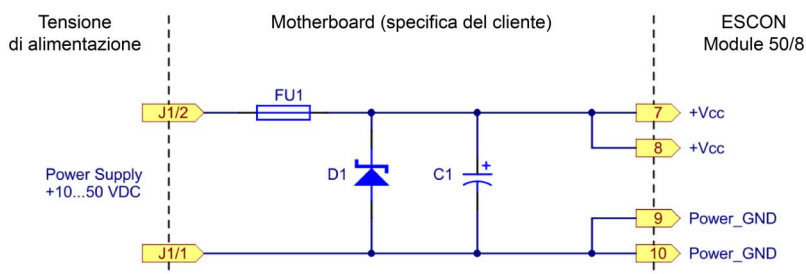 Tensione
di alimentazione
Motherboard (specifica del cliente)
ESCON
Module 50/8
J1/2
FU1
7
+Vcc
8
+Vcc
Power Supply
+10...50 VDC
D1
C1
+
9
Power_GND
J1/1
10
Power_GND